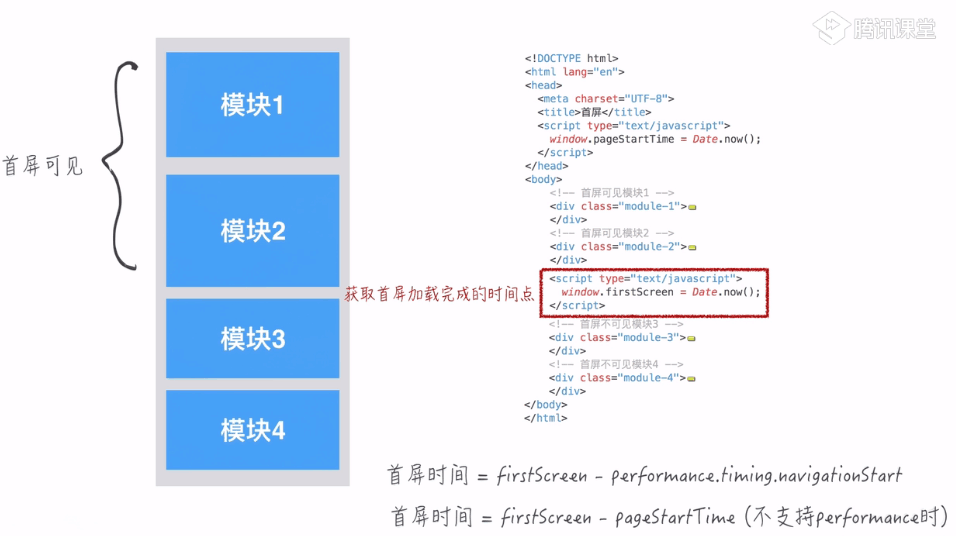 腾讯课堂
首屏可见
模块1
模块2
模块3
模块4
获取首屏加载完成的时间点
<!DOCTYPE html>
<html lang="en">
<head>
<meta charset="UTF-8">
<title>首屏</title>
<script type="text/javascript">
window.pageStartTime = Date.now();
</script>
</head>
<body>
<!-- 首屏可见模块1 -->
<div class="module-1">
</div>
<!-- 首屏可见模块2 -->
<div class="module-2">
</div>
<script type="text/javascript">
window.firstScreen = Date.now();
</script>
<!-- 首屏不可见模块3 -->
<div class="module-3">
</div>
<!-- 首屏不可见模块4 -->
<div class="module-4">
</div>
</body>
</html>
首屏时间 = firstScreen - performance.timing.navigationStart
首屏时间 = firstScreen - pageStartTime (不支持performance时)